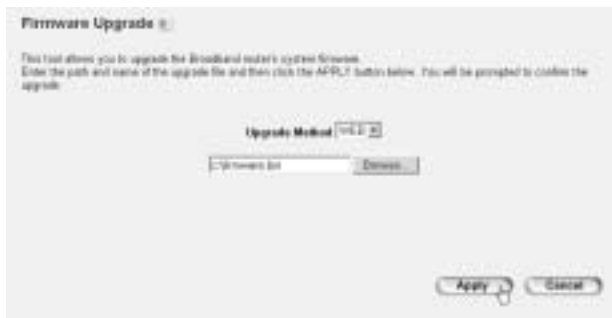 Firmware Upgrade
This tool allows you to upgrade the Broadband router's system firmware.
Enter the path and name of the upgrade file and then click the APPLY button below. You will be prompted to confirm the
upgrade.
Upgrade Method WEB
Browse...
Apply Cancel